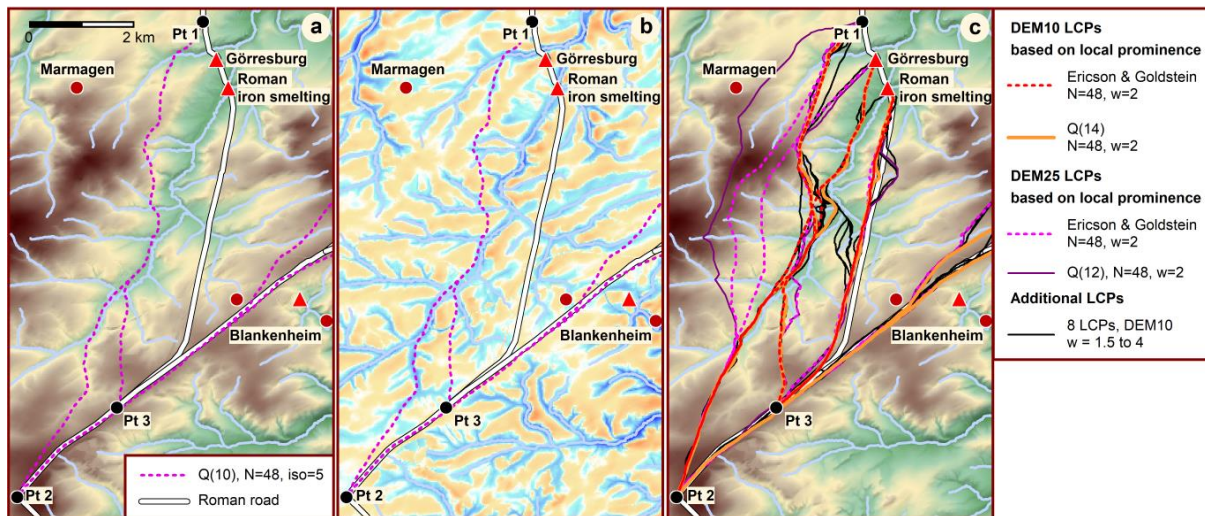 0 2 km
Pt 1
a
Görresburg
Marmagen
Roman
iron smelting
Blankenheim
Pt 3
Pt 2
Q(10), N=48, iso=5
Roman road
b
Pt 1
Görresburg
Marmagen
Roman
iron smelting
Blankenheim
Pt 3
Pt 2
c
Pt 1
Görresburg
Marmagen
Roman
iron smelting
Blankenheim
Pt 3
Pt 2
DEM10 LCPs
based on local prominence
Ericson & Goldstein
N=48, w=2
Q(14)
N=48, w=2
DEM25 LCPs
based on local prominence
Ericson & Goldstein
N=48, w=2
Q(12), N=48, w=2
Additional LCPs
8 LCPs, DEM10
w = 1.5 to 4